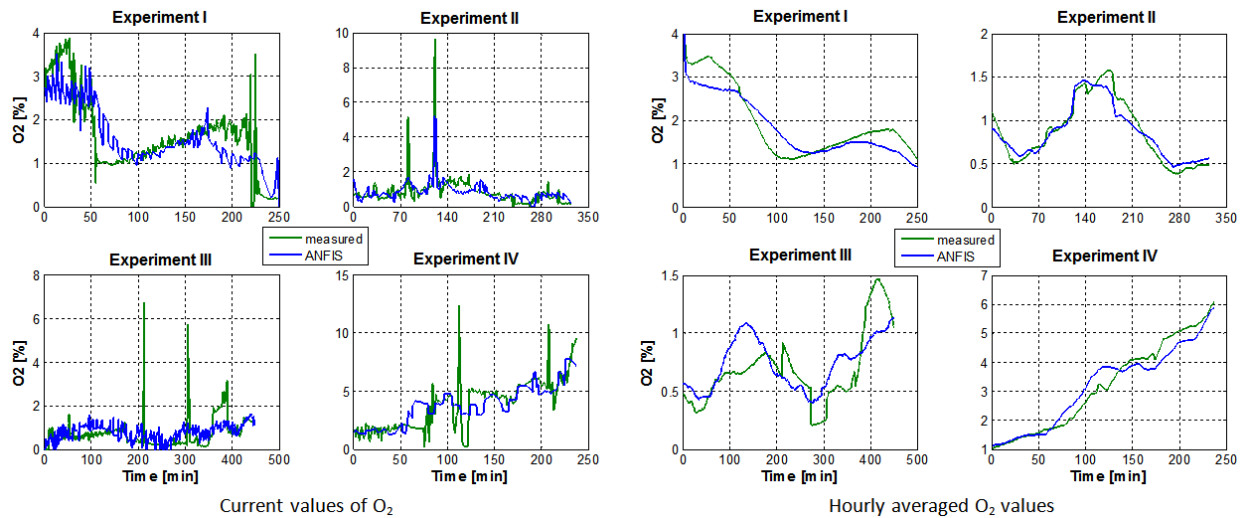 Experiment I
4
3
2
1
0
O2 [%]
0 50 100 150 200 250
Experiment II
10
8
6
4
2
0
0 70 140 210 280 350
measured
ANFIS
Experiment III
8
6
4
2
0
O2 [%]
0 100 200 300 400 500
Time [min]
Experiment IV
15
10
5
0
0 50 100 150 200 250
Time [min]
Current values of O2
Experiment I
4
3
2
1
0
O2 [%]
0 50 100 150 200 250
Experiment II
2
1.5
1
0.5
0
0 70 140 210 280 350
measured
ANFIS
Experiment III
1.5
1
0.5
0
O2 [%]
0 100 200 300 400 500
Time [min]
Experiment IV
7
6
5
4
3
2
1
0 50 100 150 200 250
Time [min]
Hourly averaged O2 values